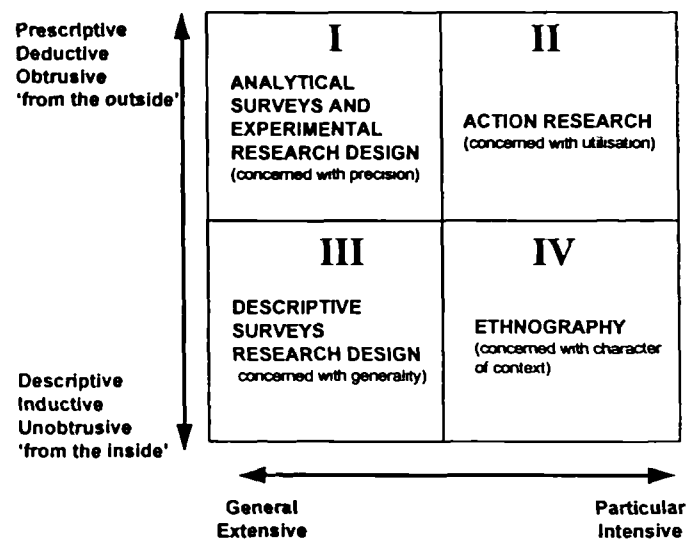 Prescriptive
Deductive
Obtrusive
'from the outside'
I
ANALYTICAL
SURVEYS AND
EXPERIMENTAL
RESEARCH DESIGN
(concerned with precision)
II
ACTION RESEARCH
(concerned with utilisation)
III
DESCRIPTIVE
SURVEYS
RESEARCH DESIGN
concerned with generality)
IV
ETHNOGRAPHY
(concerned with character
of context)
Descriptive
Inductive
Unobtrusive
'from the inside'
General
Extensive
Particular
Intensive